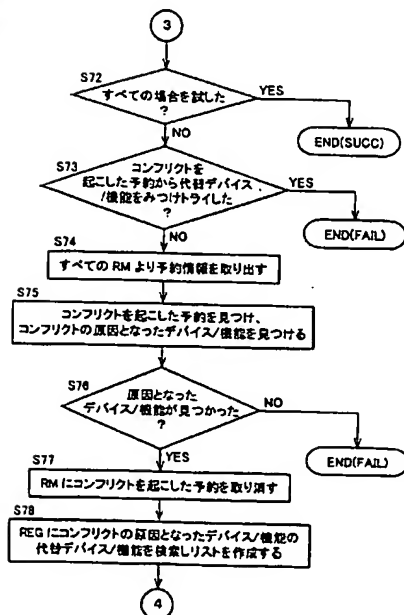 3
S72
すべての場合を試した
?
YES
NO
END(SUCC)
S73
コンフリクトを
起こした予約から代替デバイス
/機能をみつけトライした
?
YES
NO
END(FAIL)
S74
すべての RM より予約情報を取り出す
S75
コンフリクトを起こした予約を見つけ、
コンフリクトの原因となったデバイス/機能を見つける
S76
原因となった
デバイス/機能が見つかった
?
NO
YES
END(FAIL)
S77
RM にコンフリクトを起こした予約を取り消す
S78
REG にコンフリクトの原因となったデバイス/機能の
代替デバイス/機能を検索しリストを作成する
4